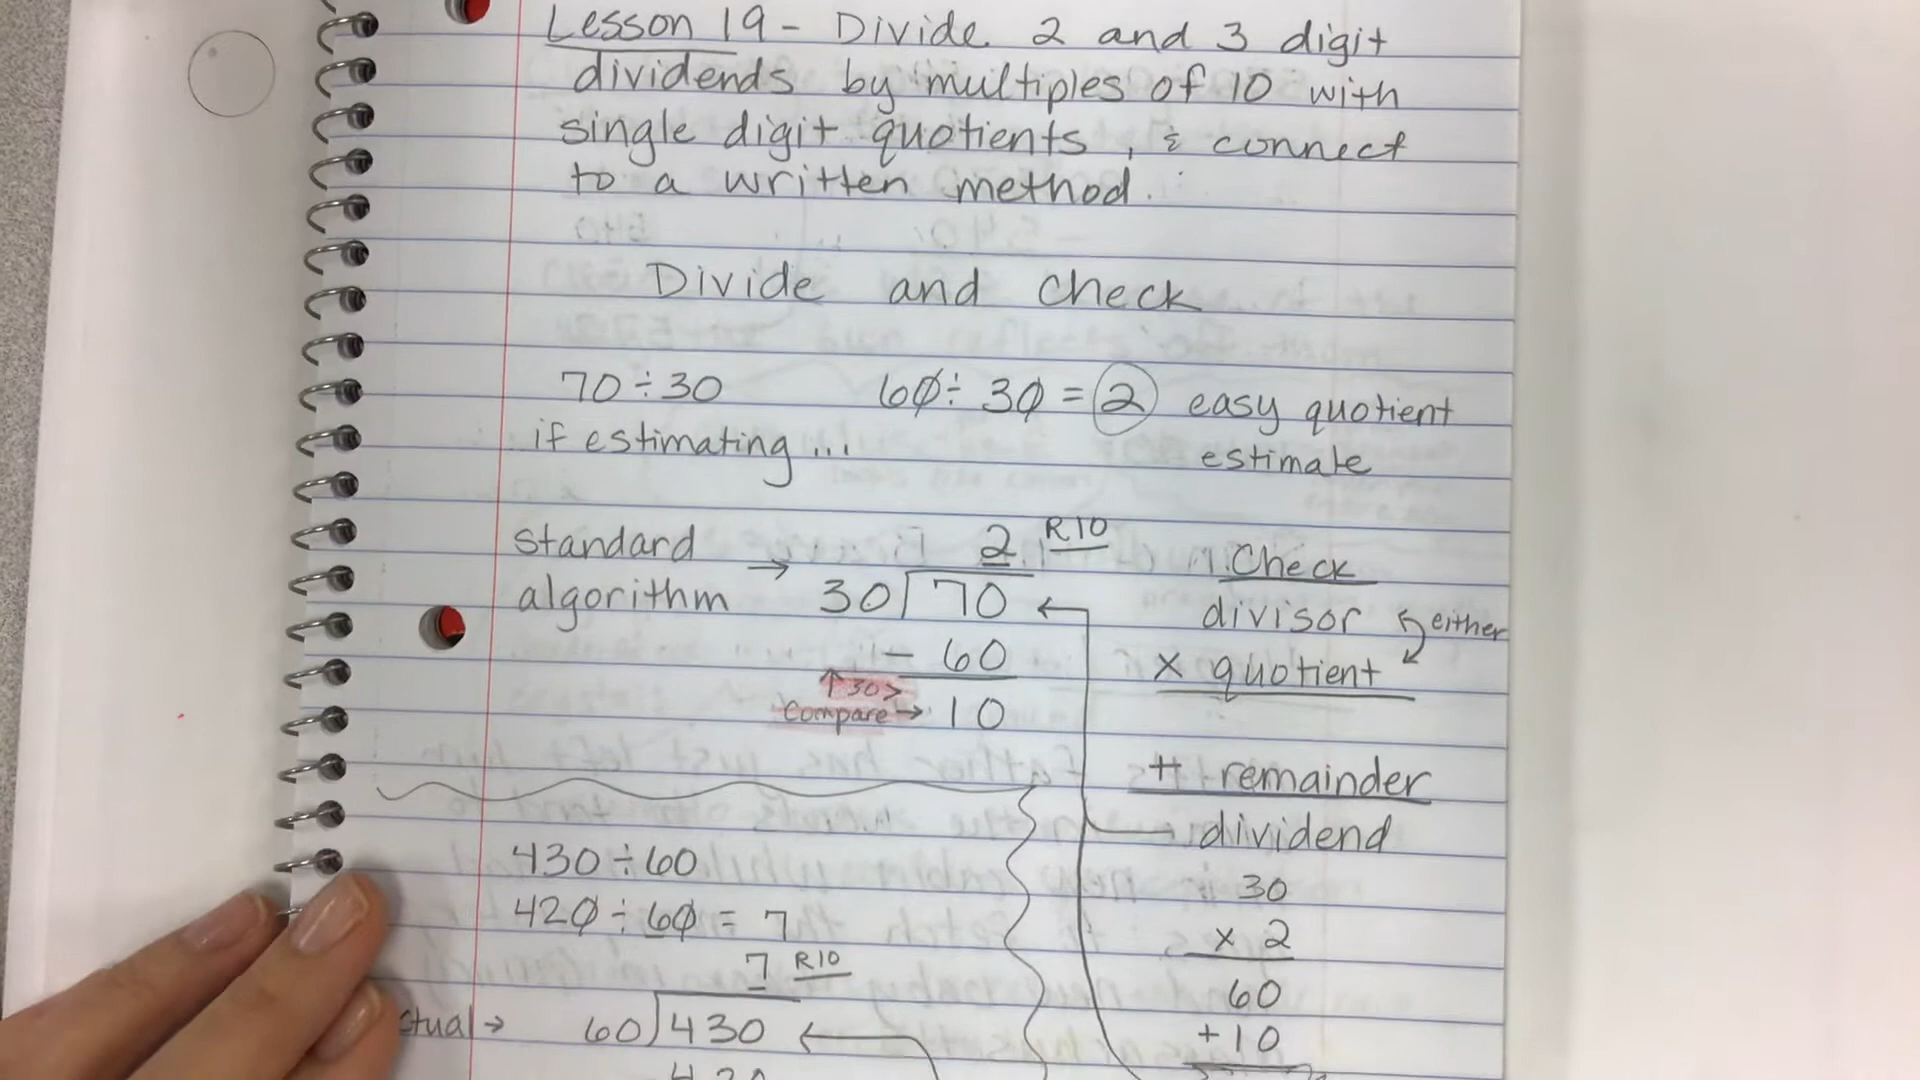 Lesson 19 - Divide 2 and 3 digit
dividends by multiples of 10 with
single digit quotients, & connect
to a written method.
Divide and check
70 ÷ 30
60 ÷ 30 = 2 easy quotient
estimate
if estimating...
standard
algorithm →
2 R10
30)70
- 60
↑ 30 >
Compare → 10
Check
divisor either
x quotient
+ remainder
dividend
30
x 2
60
+ 10
430 ÷ 60
420 ÷ 60 = 7
7 R10
ctual → 60)430
420